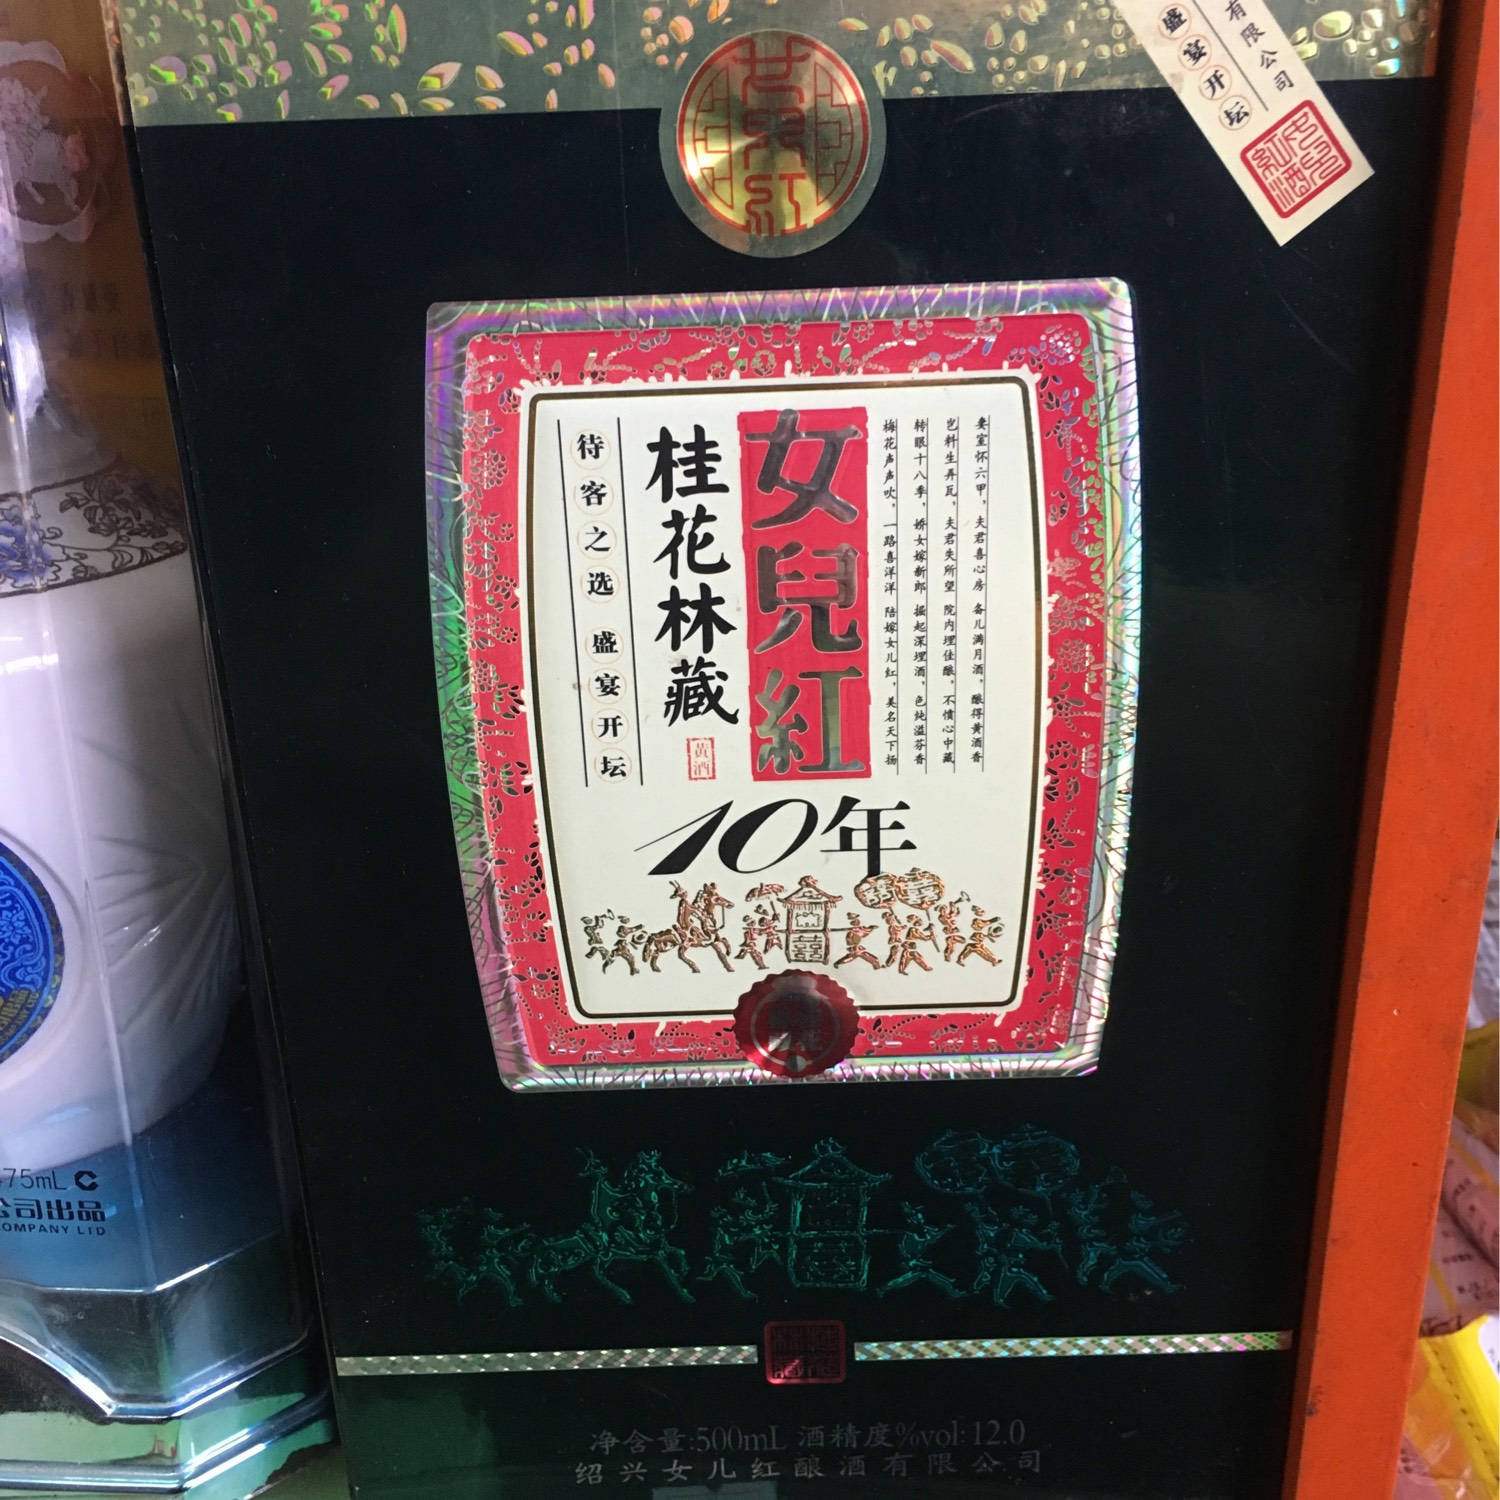 有限公司
盛宴开坛
女兒紅
妻室怀六甲，夫君喜心房 备儿满月酒，酿得黄酒香
岂料生弄瓦，夫君失所望 院内埋佳酿，不愤心中藏
转眼十八季，娇女嫁新郎 掘起深埋酒，色纯溢芬香
梅花声声吹，一路喜洋洋 陪嫁女儿红，美名天下扬
女兒紅
桂花林藏
黄酒
待客之选 盛宴开坛
10年
净含量:500mL 酒精度%vol:12.0
绍兴女儿红酿酒有限公司
75mL C
公司出品
COMPANY LTD